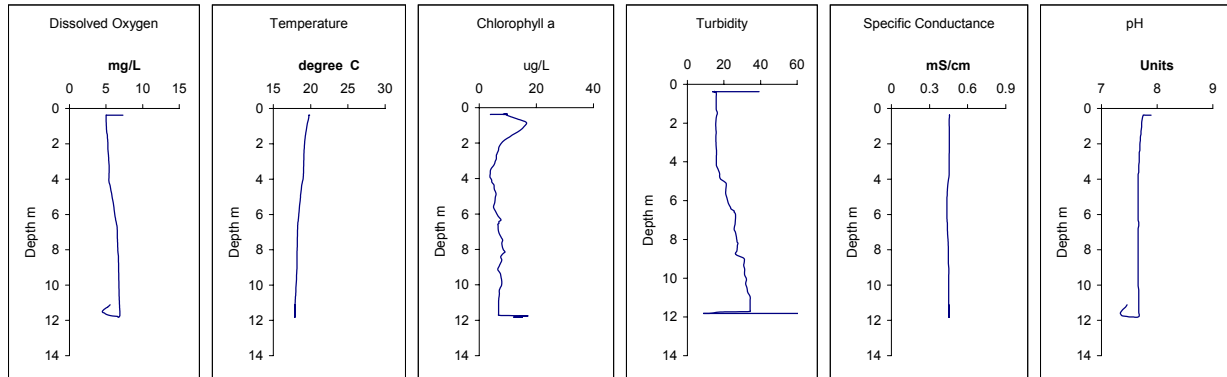 Dissolved Oxygen
mg/L
0 5 10 15
0
2
4
6
8
10
12
14
Depth m
Temperature
degree C
15 20 25 30
0
2
4
6
8
10
12
14
Depth m
Chlorophyll a
ug/L
0 20 40
0
2
4
6
8
10
12
14
Depth m
Turbidity
0 20 40 60
0
2
4
6
8
10
12
14
Depth m
Specific Conductance
mS/cm
0 0.3 0.6 0.9
0
2
4
6
8
10
12
14
Depth m
pH
Units
7 8 9
0
2
4
6
8
10
12
14
Depth m